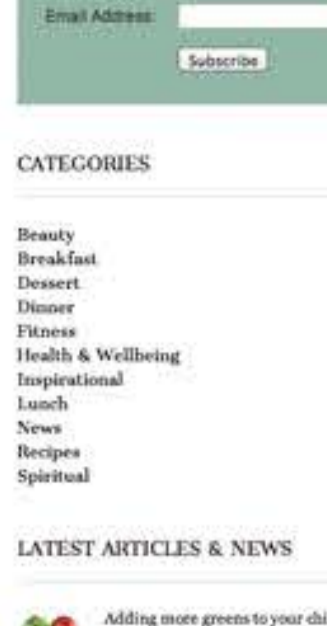 Email Address:
Subscribe
CATEGORIES
Beauty
Breakfast
Dessert
Dinner
Fitness
Health & Wellbeing
Inspirational
Lunch
News
Recipes
Spiritual
LATEST ARTICLES & NEWS
Adding more greens to your